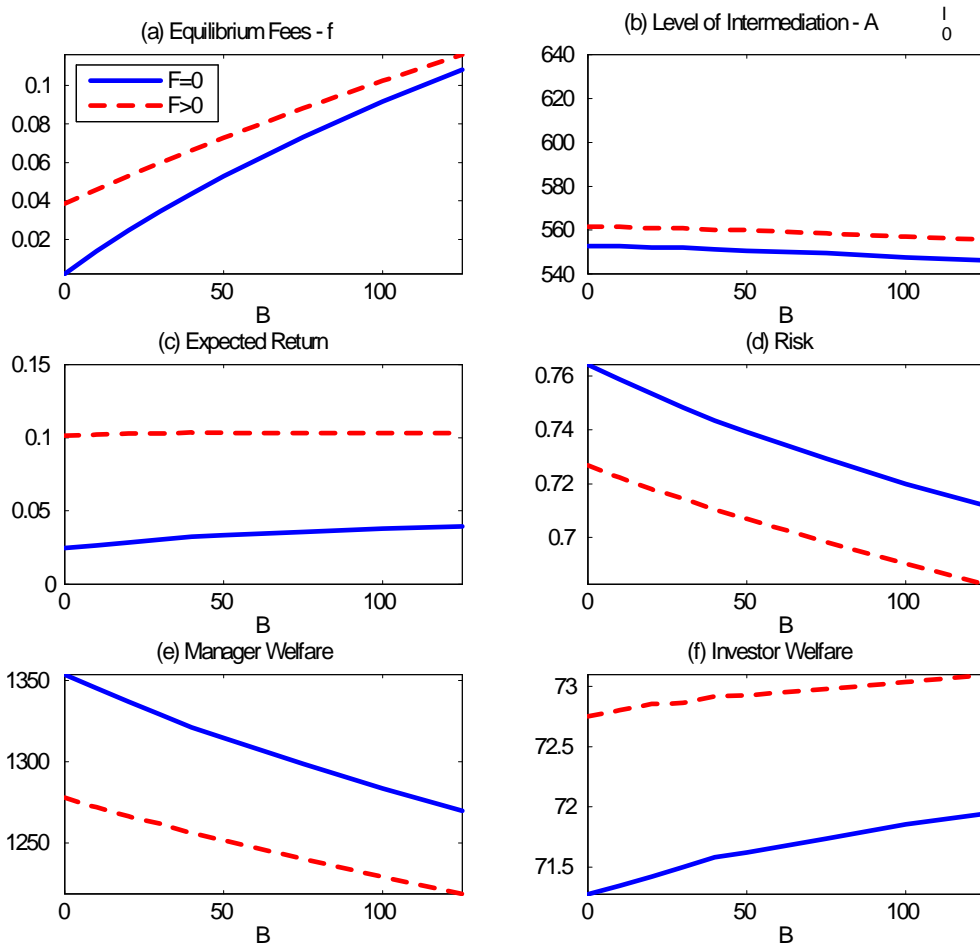 (a) Equilibrium Fees - f
0.1
0.08
0.06
0.04
0.02
F=0
F>0
0 50 100
B
(b) Level of Intermediation - A
I
0
640
620
600
580
560
540
0 50 100
B
(c) Expected Return
0.15
0.1
0.05
0
0 50 100
B
(d) Risk
0.76
0.74
0.72
0.7
0 50 100
B
(e) Manager Welfare
1350
1300
1250
0 50 100
B
(f) Investor Welfare
73
72.5
72
71.5
0 50 100
B